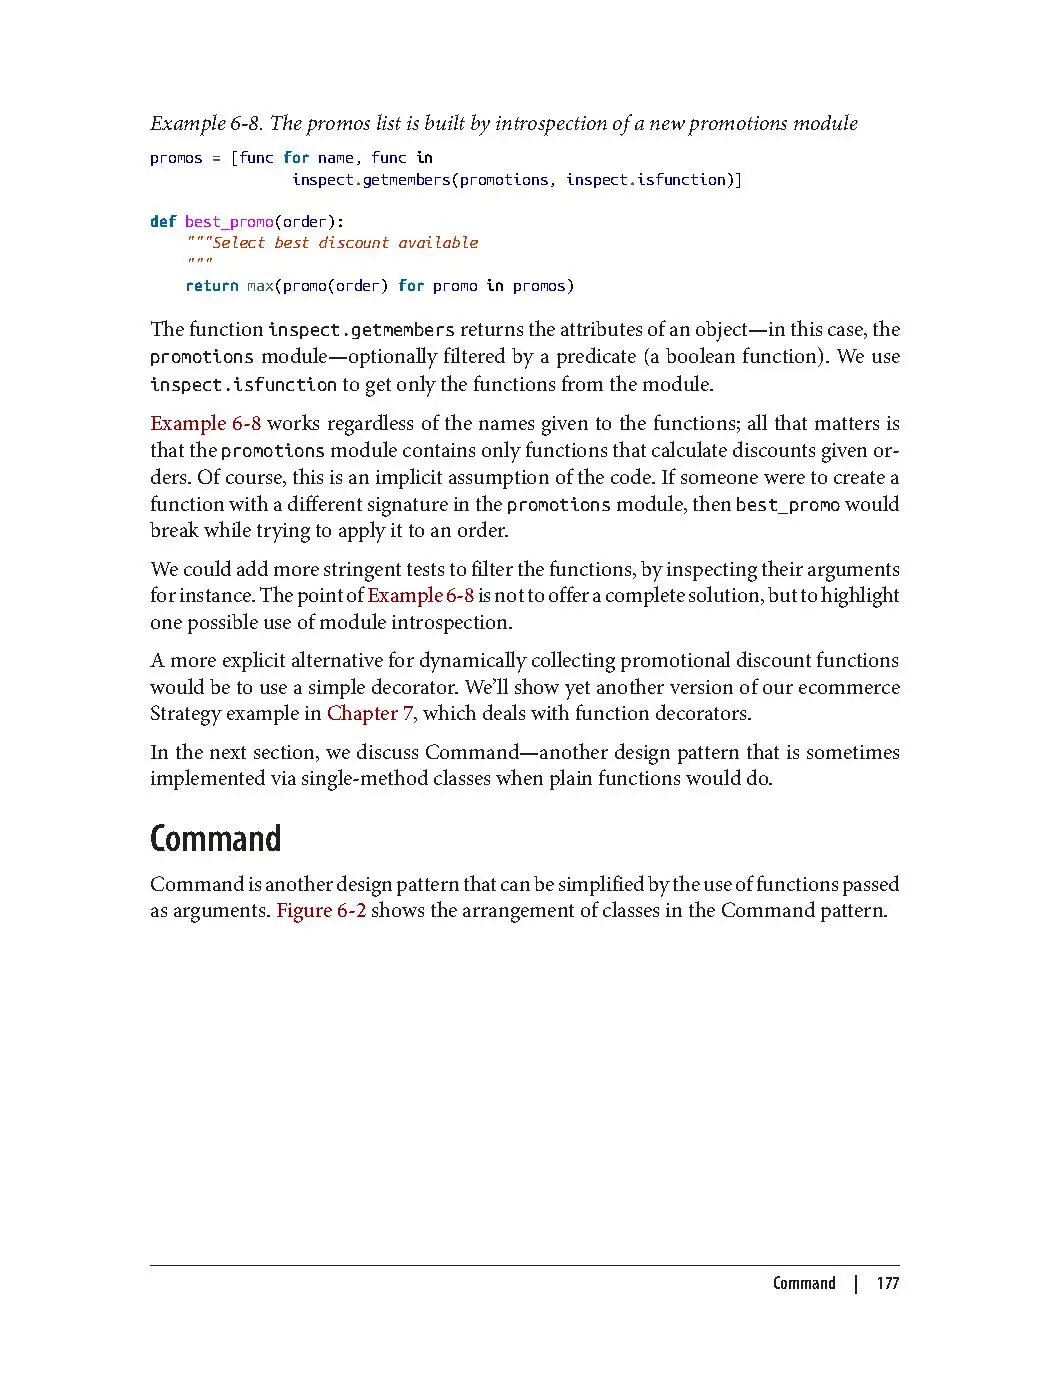 Example 6-8. The promos list is built by introspection of a new promotions module
promos = [func for name, func in
                inspect.getmembers(promotions, inspect.isfunction)]
def best_promo(order):
    """Select best discount available
    """
    return max(promo(order) for promo in promos)
The function inspect.getmembers returns the attributes of an object—in this case, the
promotions module—optionally filtered by a predicate (a boolean function). We use
inspect.isfunction to get only the functions from the module.
Example 6-8 works regardless of the names given to the functions; all that matters is
that the promotions module contains only functions that calculate discounts given or-
ders. Of course, this is an implicit assumption of the code. If someone were to create a
function with a different signature in the promotions module, then best_promo would
break while trying to apply it to an order.
We could add more stringent tests to filter the functions, by inspecting their arguments
for instance. The point of Example 6-8 is not to offer a complete solution, but to highlight
one possible use of module introspection.
A more explicit alternative for dynamically collecting promotional discount functions
would be to use a simple decorator. We’ll show yet another version of our ecommerce
Strategy example in Chapter 7, which deals with function decorators.
In the next section, we discuss Command—another design pattern that is sometimes
implemented via single-method classes when plain functions would do.
Command
Command is another design pattern that can be simplified by the use of functions passed
as arguments. Figure 6-2 shows the arrangement of classes in the Command pattern.
Command | 177